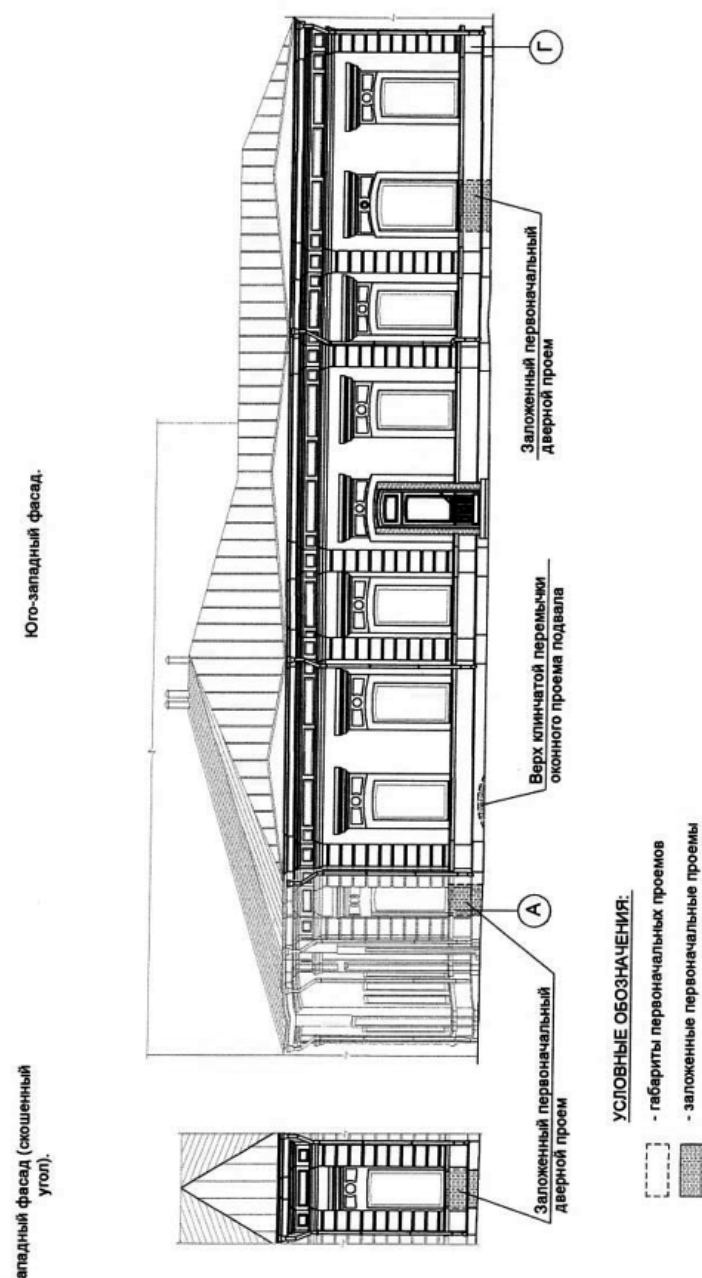 ападный фасад (скошенный
угол).
Юго-западный фасад.
Заложенный первоначальный
дверной проем
А
Верх клинчатой перемычки
оконного проема подвала
Заложенный первоначальный
дверной проем
Г
УСЛОВНЫЕ ОБОЗНАЧЕНИЯ:
- габариты первоначальных проемов
- заложенные первоначальные проемы